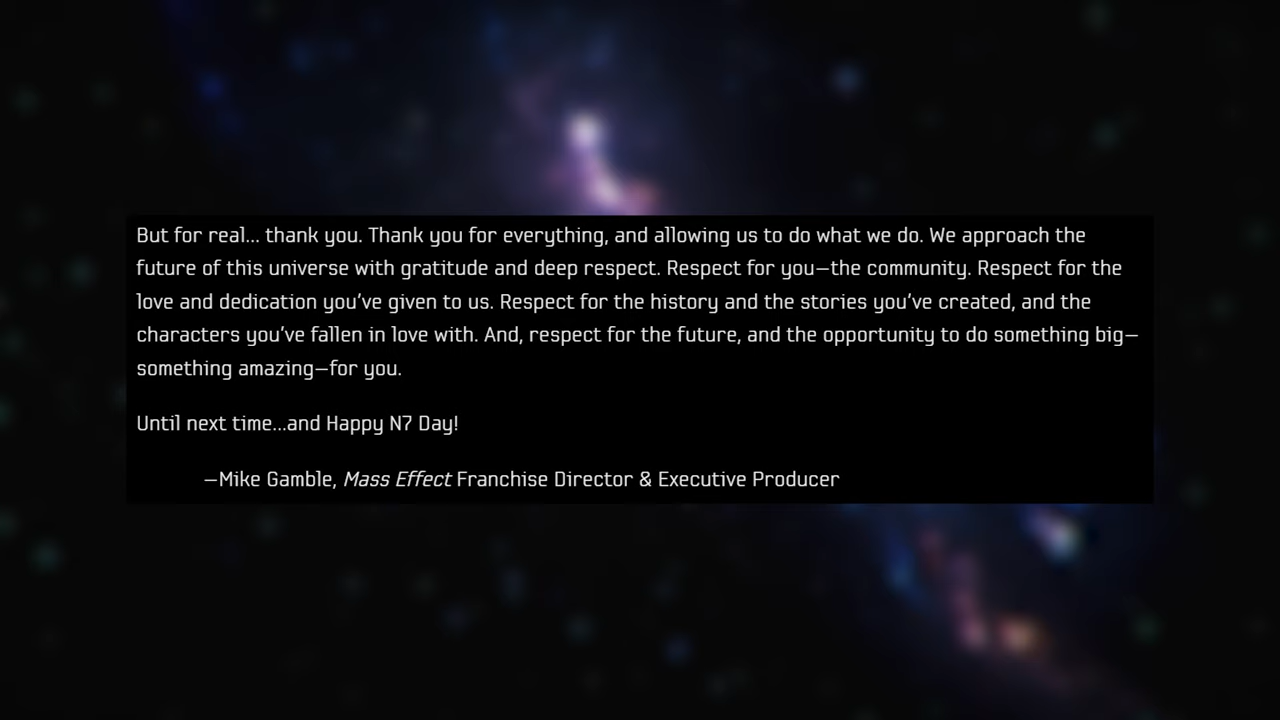 But for real... thank you. Thank you for everything, and allowing us to do what we do. We approach the
future of this universe with gratitude and deep respect. Respect for you—the community. Respect for the
love and dedication you've given to us. Respect for the history and the stories you've created, and the
characters you've fallen in love with. And, respect for the future, and the opportunity to do something big—
something amazing—for you.
Until next time...and Happy N7 Day!
—Mike Gamble, Mass Effect Franchise Director & Executive Producer